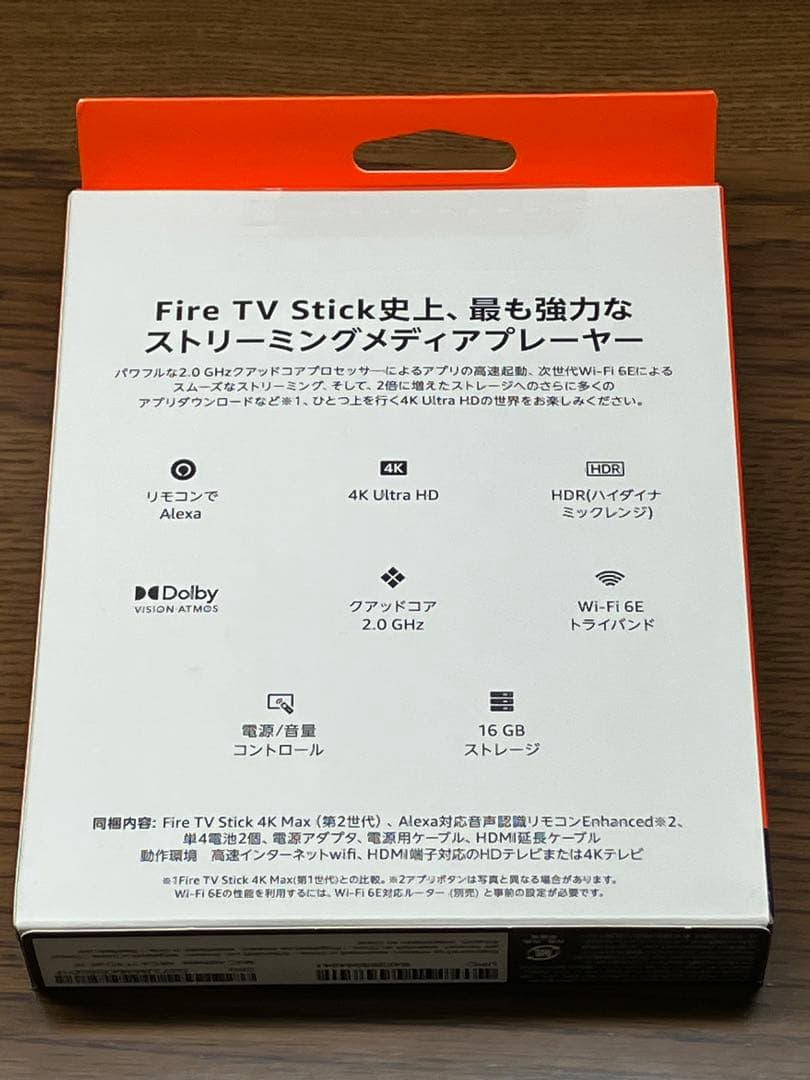 Fire TV Stick史上、最も強力な
ストリーミングメディアプレーヤー
パワフルな2.0 GHzクアッドコアプロセッサーによるアプリの高速起動、次世代Wi-Fi 6Eによる
スムーズなストリーミング、そして、2倍に増えたストレージへのさらに多くの
アプリダウンロードなど※1、ひとつ上を行く4K Ultra HDの世界をお楽しみください。
リモコンで
Alexa
4K
4K Ultra HD
HDR
HDR(ハイダイナ
ミックレンジ)
Dolby
VISION·ATMOS
クアッドコア
2.0 GHz
Wi-Fi 6E
トライバンド
電源/音量
コントロール
16 GB
ストレージ
同梱内容: Fire TV Stick 4K Max（第2世代）、Alexa対応音声認識リモコンEnhanced※2、
単4電池2個、電源アダプタ、電源用ケーブル、HDMI延長ケーブル
動作環境　高速インターネットwifi、HDMI端子対応のHDテレビまたは4Kテレビ
※1Fire TV Stick 4K Max(第1世代)との比較。※2アプリボタンは写真と異なる場合があります。
Wi-Fi 6Eの性能を利用するには、Wi-Fi 6E対応ルーター（別売）と事前の設定が必要です。